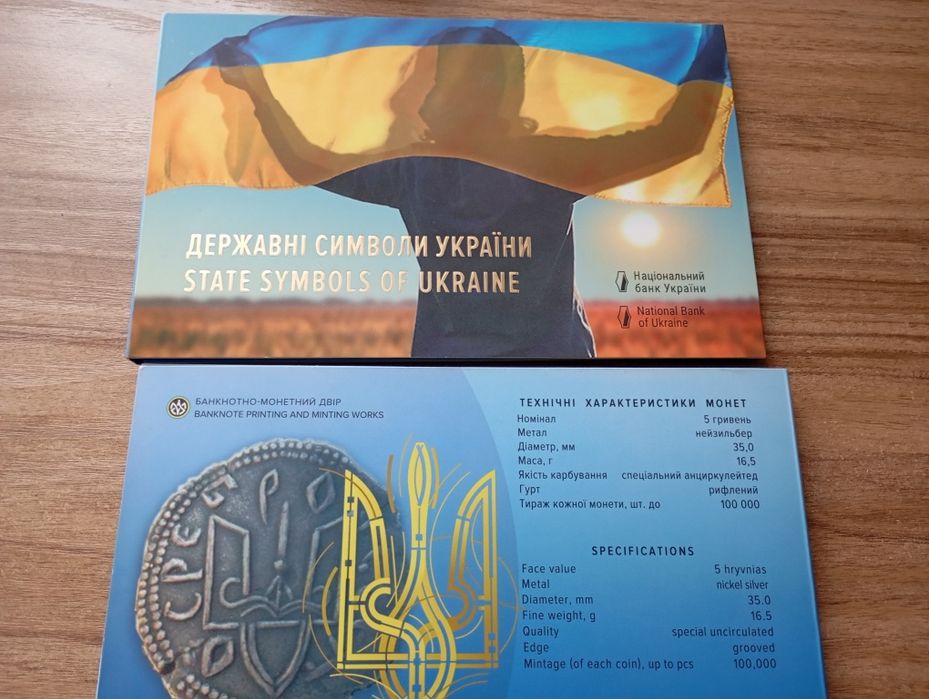 ДЕРЖАВНІ СИМВОЛИ УКРАЇНИ
STATE SYMBOLS OF UKRAINE
Національний
банк України
National Bank
of Ukraine
БАНКНОТНО-МОНЕТНИЙ ДВІР
BANKNOTE PRINTING AND MINTING WORKS
ТЕХНІЧНІ ХАРАКТЕРИСТИКИ МОНЕТ
Номінал 5 гривень
Метал нейзильбер
Діаметр, мм 35,0
Маса, г 16,5
Якість карбування спеціальний анциркулейтед
Гурт рифлений
Тираж кожної монети, шт. до 100 000
SPECIFICATIONS
Face value 5 hryvnias
Metal nickel silver
Diameter, mm 35.0
Fine weight, g 16.5
Quality special uncirculated
Edge grooved
Mintage (of each coin), up to pcs 100,000